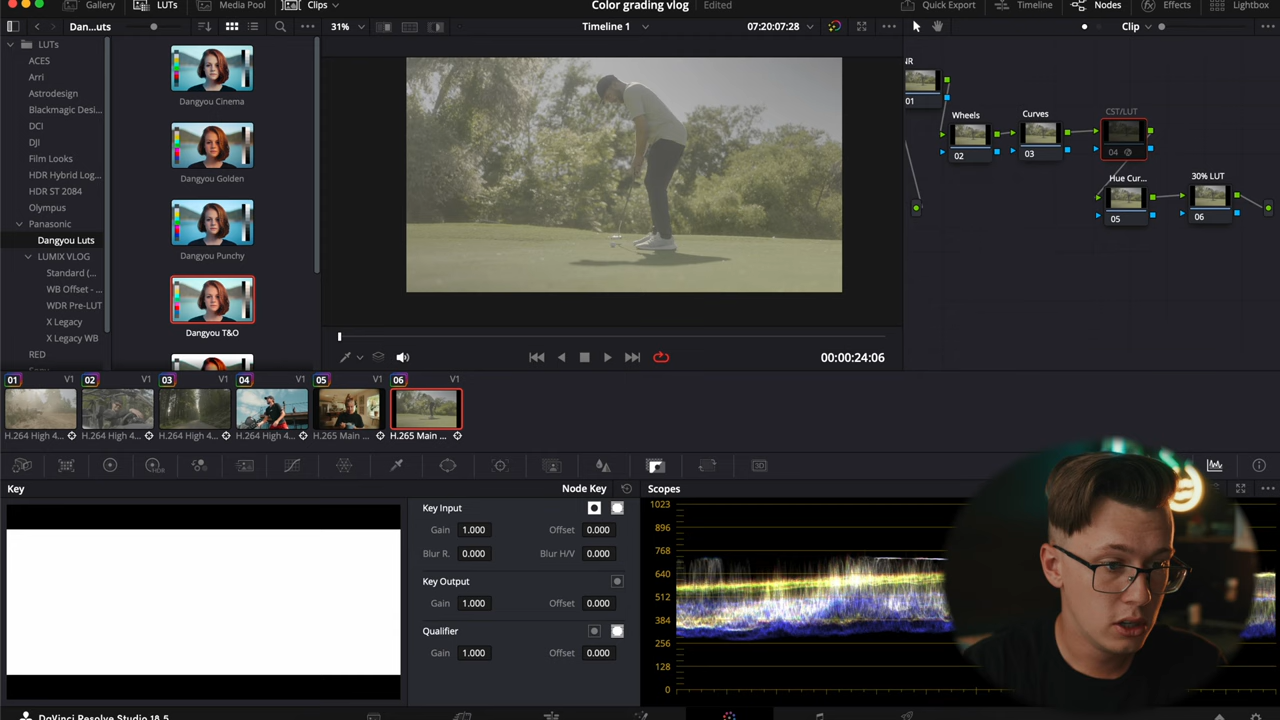 Gallery
LUTs
Media Pool
Clips
Color grading vlog
Edited
Quick Export
Timeline
Nodes
Effects
Lightbox
Dan...uts
31%
Timeline 1
07:20:07:28
Clip
LUTs
ACES
Arri
Astrodesign
Blackmagic Desi...
DCI
DJI
Film Looks
HDR Hybrid Log...
HDR ST 2084
Olympus
Panasonic
Dangyou Luts
LUMIX VLOG
Standard (...
WB Offset - ...
WDR Pre-LUT
X Legacy
X Legacy WB
RED
Dangyou Cinema
Dangyou Golden
Dangyou Punchy
Dangyou T&O
00:00:24:06
NR
01
Wheels
02
Curves
03
CST/LUT
04
Hue Cur...
05
30% LUT
06
01 V1
02 V1
03 V1
04 V1
05 V1
06 V1
H.264 High 4...
H.264 High 4...
H.264 High 4...
H.264 High 4...
H.265 Main ...
H.265 Main ...
Key
Node Key
Key Input
Gain 1.000 Offset 0.000
Blur R. 0.000 Blur H/V 0.000
Key Output
Gain 1.000 Offset 0.000
Qualifier
Gain 1.000 Offset 0.000
Scopes
1023
896
768
640
512
384
256
128
0
DaVinci Resolve Studio 18.5